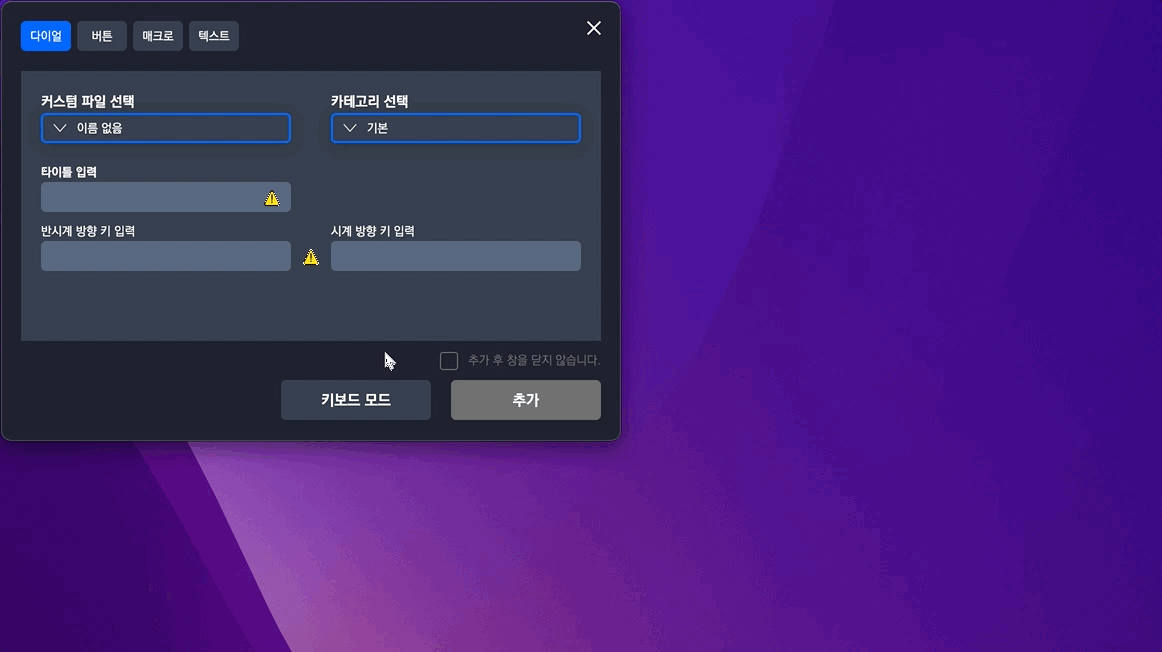 다이얼 버튼 매크로 텍스트
커스텀 파일 선택 카테고리 선택
이름 없음 기본
타이틀 입력
반시계 방향 키 입력 시계 방향 키 입력
추가 후 창을 닫지 않습니다.
키보드 모드 추가